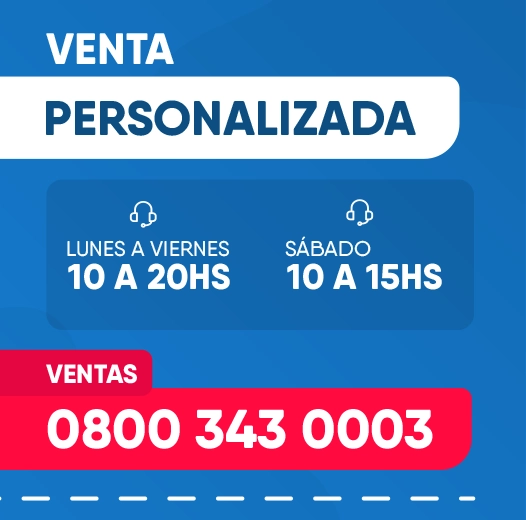 VENTA
PERSONALIZADA
LUNES A VIERNES
10 A 20HS
SÁBADO
10 A 15HS
VENTAS
0800 343 0003